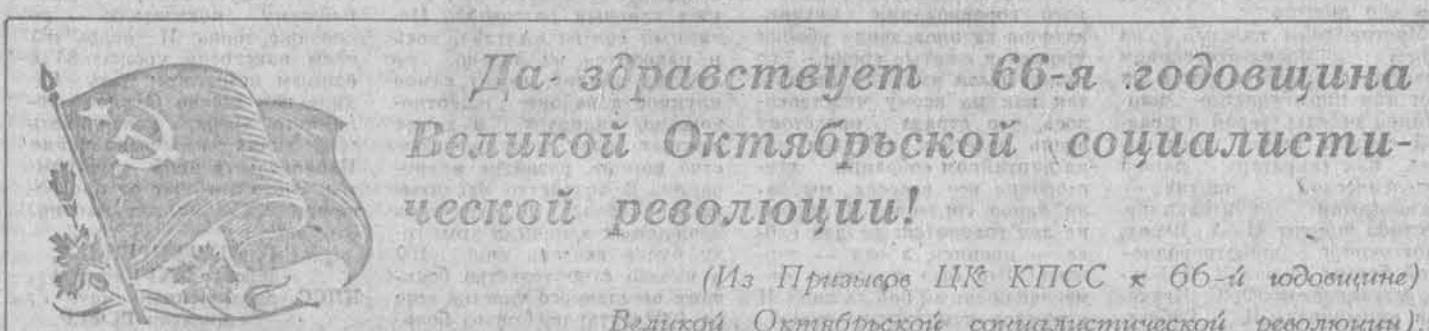 Да здравствует 66-я годовщина
Великой Октябрьской социалисти-
ческой революции!
(Из Призывов ЦК КПСС к 66-й годовщине)
Великой Октябрьской социалистической революции).